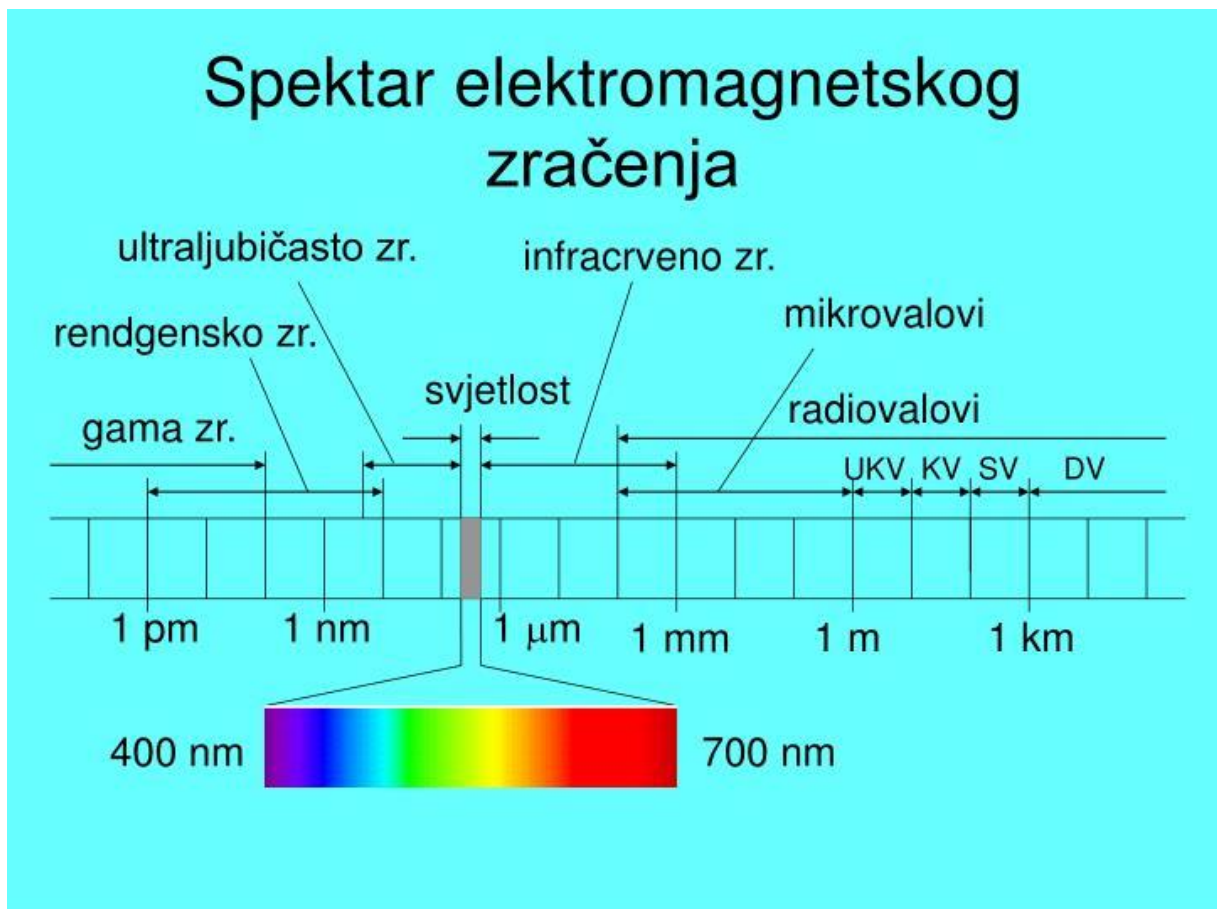 Spektar elektromagnetskog
zračenja
ultraljubičasto zr.
infracrveno zr.
mikrovalovi
rendgensko zr.
svjetlost
radiovalovi
gama zr.
UKV KV SV DV
1 pm 1 nm 1 μm 1 mm 1 m 1 km
400 nm 700 nm